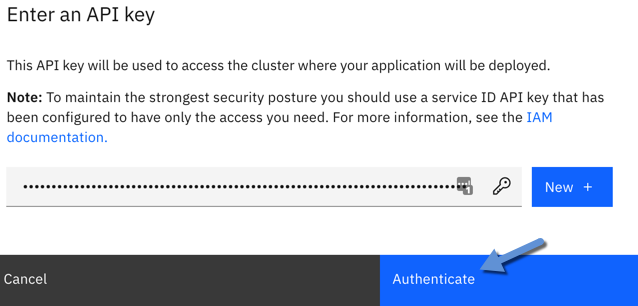 Enter an API key
This API key will be used to access the cluster where your application will be deployed.
Note: To maintain the strongest security posture you should use a service ID API key that has
been configured to have only the access you need. For more information, see the IAM
documentation.
••••••••••••••••••••••••••••••••••••••••••••••••••••••••••••••••••••••••••••••••
1
New +
Cancel
Authenticate